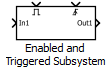 In1 Out1
Enabled and
Triggered Subsystem